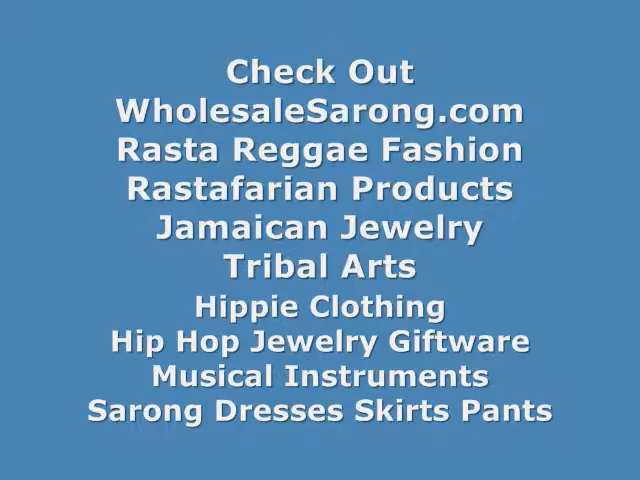 Check Out
WholesaleSarong.com
Rasta Reggae Fashion
Rastafarian Products
Jamaican Jewelry
Tribal Arts
Hippie Clothing
Hip Hop Jewelry Giftware
Musical Instruments
Sarong Dresses Skirts Pants